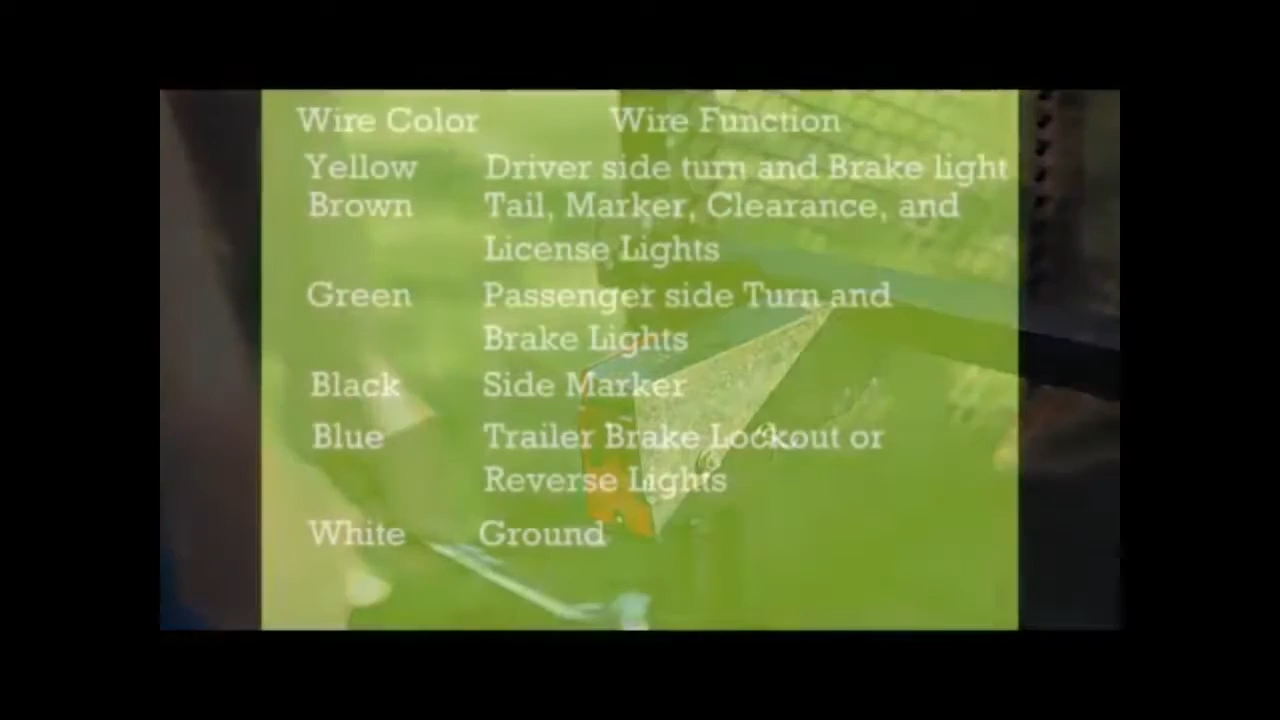 Wire Color Wire Function
Yellow Driver side turn and Brake light
Brown Tail, Marker, Clearance, and
License Lights
Green Passenger side Turn and
Brake Lights
Black Side Marker
Blue Trailer Brake Lockout or
Reverse Lights
White Ground